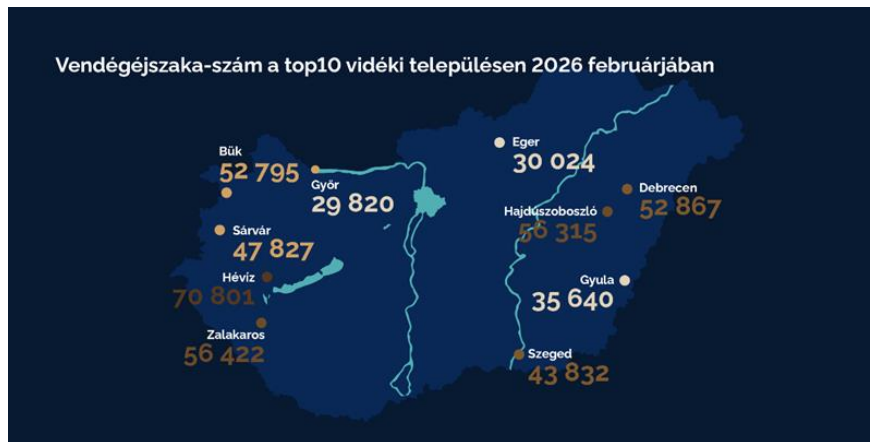 Vendégéjszaka-szám a top10 vidéki településen 2026 februárjában
Bük
52 795
Győr
29 820
Sárvár
47 827
Hévíz
70 801
Zalakaros
56 422
Eger
30 024
Debrecen
52 867
Hajdúszoboszló
56 315
Gyula
35 640
Szeged
43 832